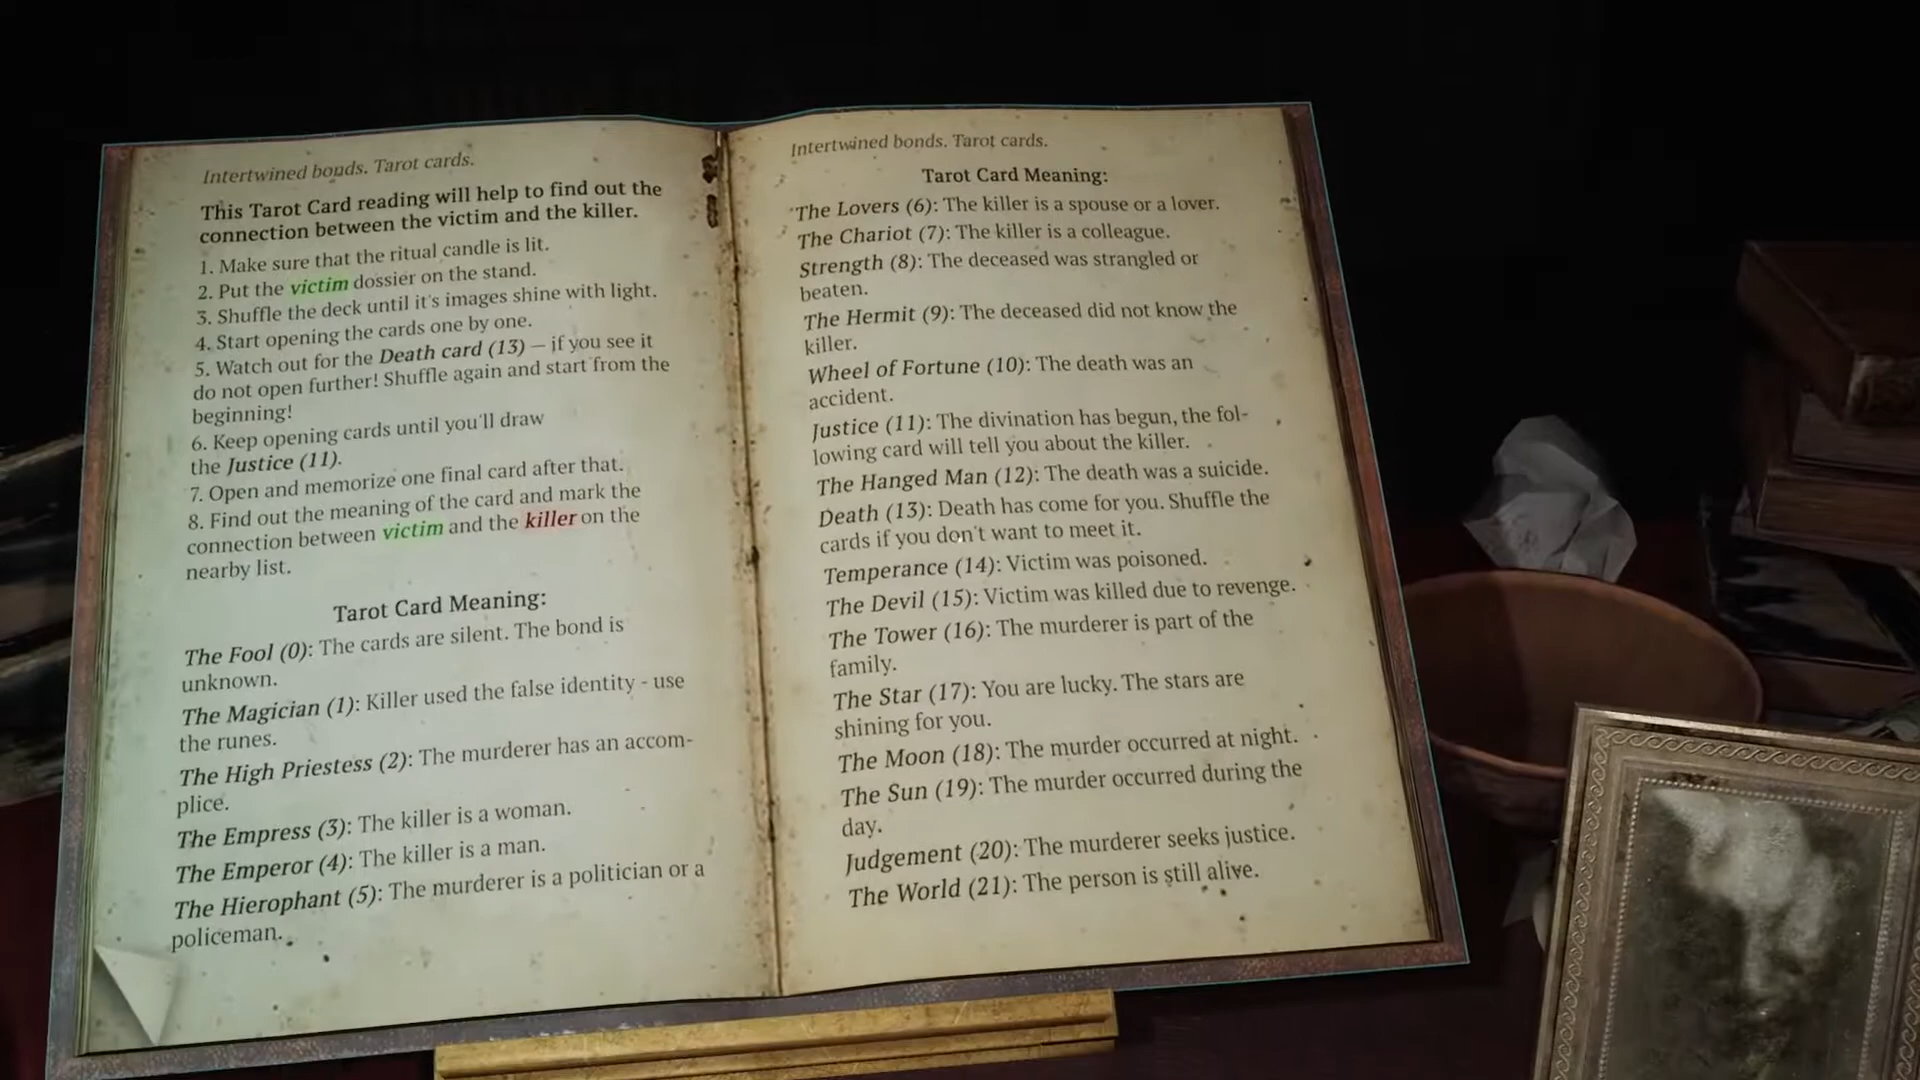 Intertwined bonds. Tarot cards.
This Tarot Card reading will help to find out the
connection between the victim and the killer.
1. Make sure that the ritual candle is lit.
2. Put the victim dossier on the stand.
3. Shuffle the deck until it's images shine with light.
4. Start opening the cards one by one.
5. Watch out for the Death card (13) — if you see it
do not open further! Shuffle again and start from the
beginning!
6. Keep opening cards until you'll draw
the Justice (11).
7. Open and memorize one final card after that.
8. Find out the meaning of the card and mark the
connection between victim and the killer on the
nearby list.
Tarot Card Meaning:
The Fool (0): The cards are silent. The bond is
unknown.
The Magician (1): Killer used the false identity - use
the runes.
The High Priestess (2): The murderer has an accom-
plice.
The Empress (3): The killer is a woman.
The Emperor (4): The killer is a man.
The Hierophant (5): The murderer is a politician or a
policeman.
Intertwined bonds. Tarot cards.
Tarot Card Meaning:
The Lovers (6): The killer is a spouse or a lover.
The Chariot (7): The killer is a colleague.
Strength (8): The deceased was strangled or
beaten.
The Hermit (9): The deceased did not know the
killer.
Wheel of Fortune (10): The death was an
accident.
Justice (11): The divination has begun, the fol-
lowing card will tell you about the killer.
The Hanged Man (12): The death was a suicide.
Death (13): Death has come for you. Shuffle the
cards if you don't want to meet it.
Temperance (14): Victim was poisoned.
The Devil (15): Victim was killed due to revenge.
The Tower (16): The murderer is part of the
family.
The Star (17): You are lucky. The stars are
shining for you.
The Moon (18): The murder occurred at night.
The Sun (19): The murder occurred during the
day.
Judgement (20): The murderer seeks justice.
The World (21): The person is still alive.